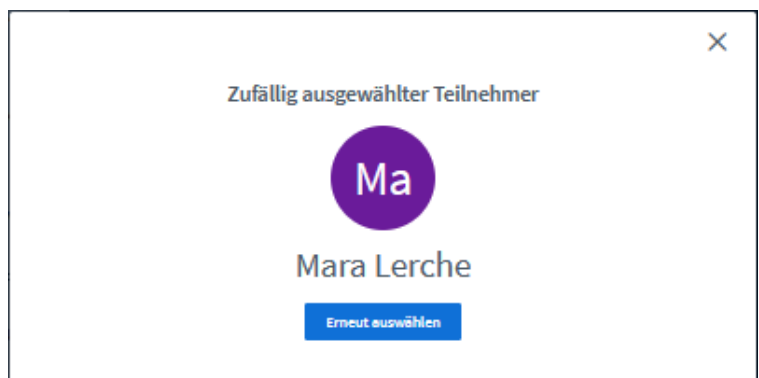 Zufällig ausgewählter Teilnehmer
Ma
Mara Lerche
Erneut auswählen